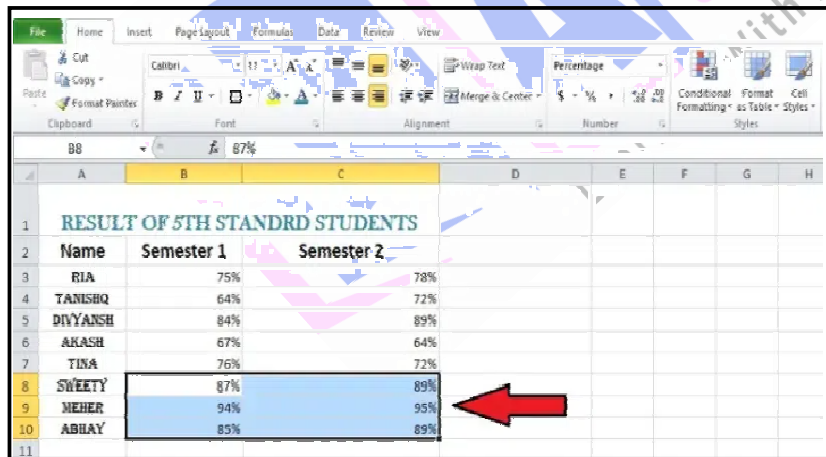 File Home Insert Page Layout Formulas Data Review View
Cut
Copy
Paste
Format Painter
Calibri 11 A A
Wrap Text
Percentage
B I U A
Merge & Center
$ % ,
Conditional Formatting
Format as Table
Cell Styles
Clipboard Font Alignment Number Styles
B8 fx 87%
A B C D E F G H
1 RESULT OF 5TH STANDRD STUDENTS
2 Name Semester 1 Semester 2
3 RIA 75% 78%
4 TANISHQ 64% 72%
5 DIVYANSH 84% 89%
6 AKASH 67% 64%
7 TINA 76% 72%
8 SWEETY 87% 89%
9 MEHER 94% 95%
10 ABHAY 85% 89%
11
with